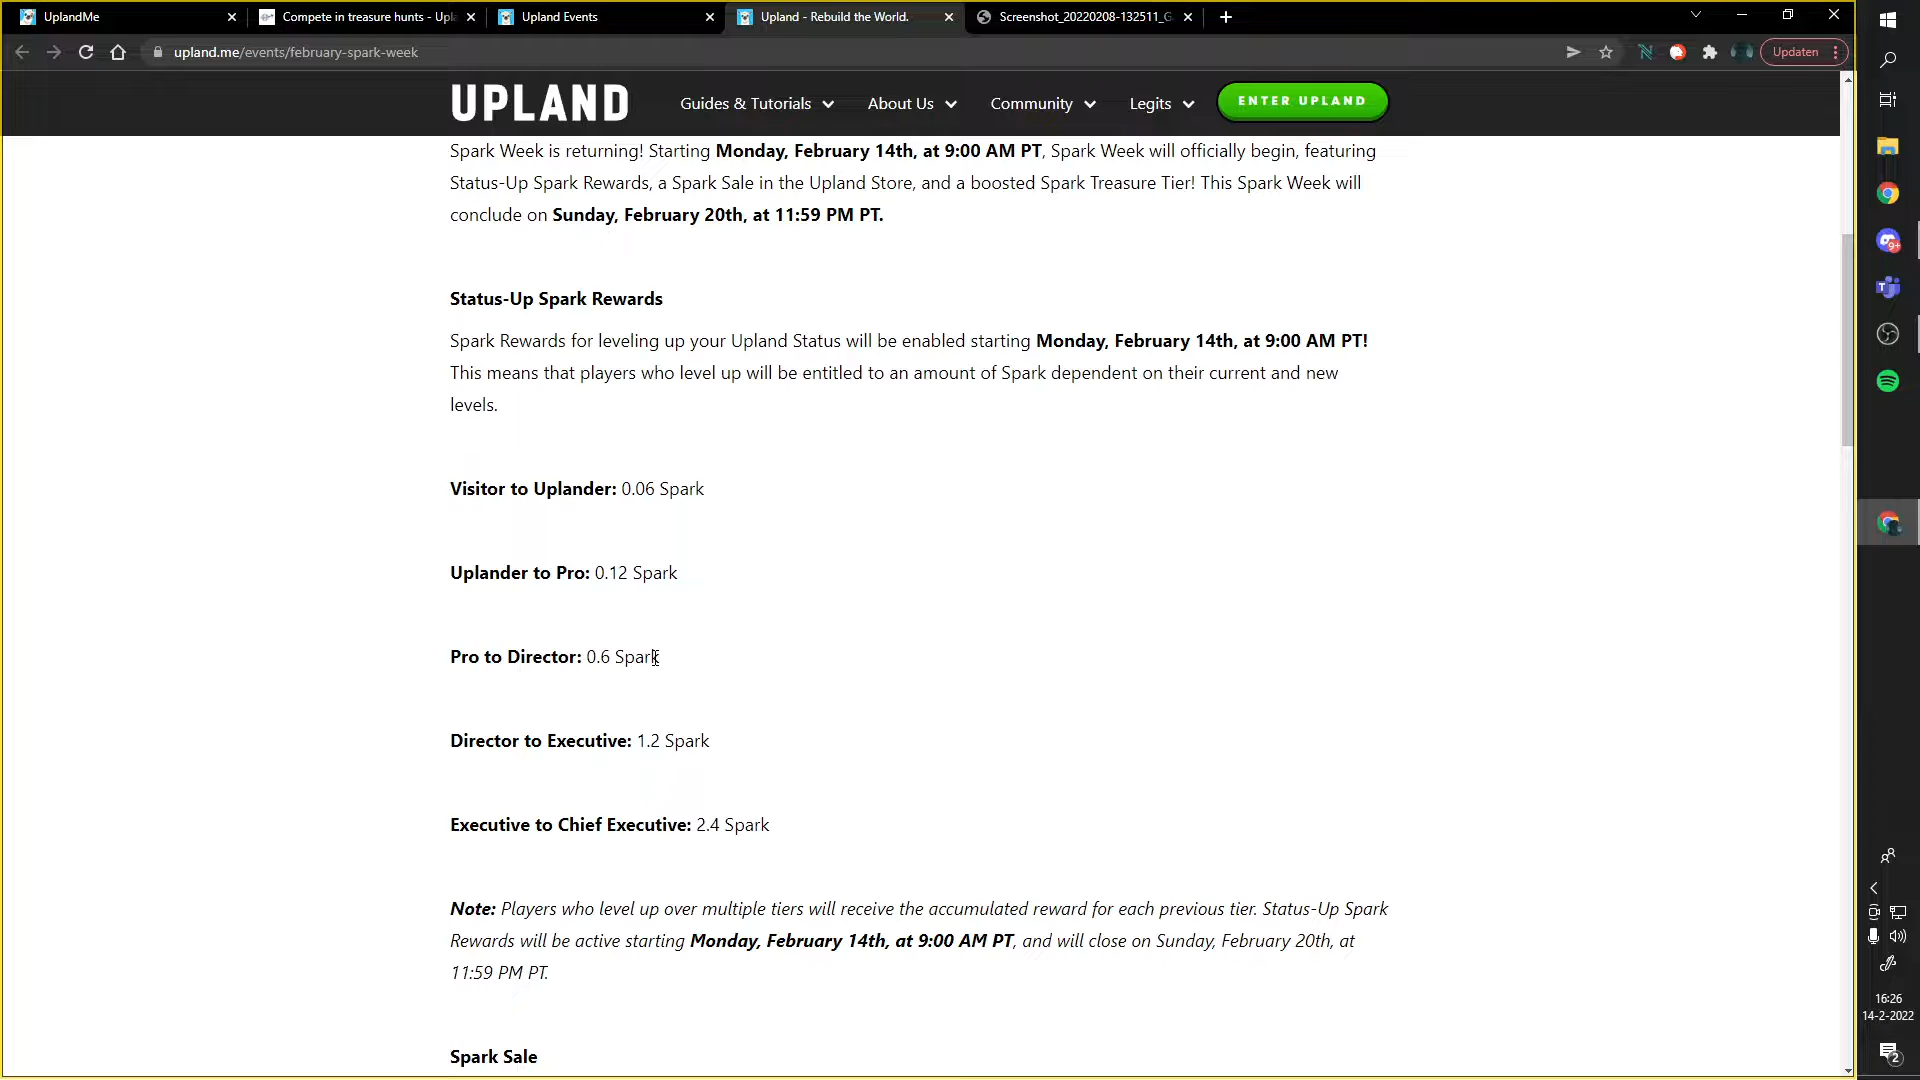 UplandMe
Compete in treasure hunts - Upl
Upland Events
Upland - Rebuild the World.
Screenshot_20220208-132511_G
upland.me/events/february-spark-week
Updaten
UPLAND
Guides & Tutorials
About Us
Community
Legits
ENTER UPLAND
Spark Week is returning! Starting Monday, February 14th, at 9:00 AM PT, Spark Week will officially begin, featuring
Status-Up Spark Rewards, a Spark Sale in the Upland Store, and a boosted Spark Treasure Tier! This Spark Week will
conclude on Sunday, February 20th, at 11:59 PM PT.
Status-Up Spark Rewards
Spark Rewards for leveling up your Upland Status will be enabled starting Monday, February 14th, at 9:00 AM PT!
This means that players who level up will be entitled to an amount of Spark dependent on their current and new
levels.
Visitor to Uplander: 0.06 Spark
Uplander to Pro: 0.12 Spark
Pro to Director: 0.6 Spark
Director to Executive: 1.2 Spark
Executive to Chief Executive: 2.4 Spark
Note: Players who level up over multiple tiers will receive the accumulated reward for each previous tier. Status-Up Spark
Rewards will be active starting Monday, February 14th, at 9:00 AM PT, and will close on Sunday, February 20th, at
11:59 PM PT.
Spark Sale
9+
16:26
14-2-2022
2